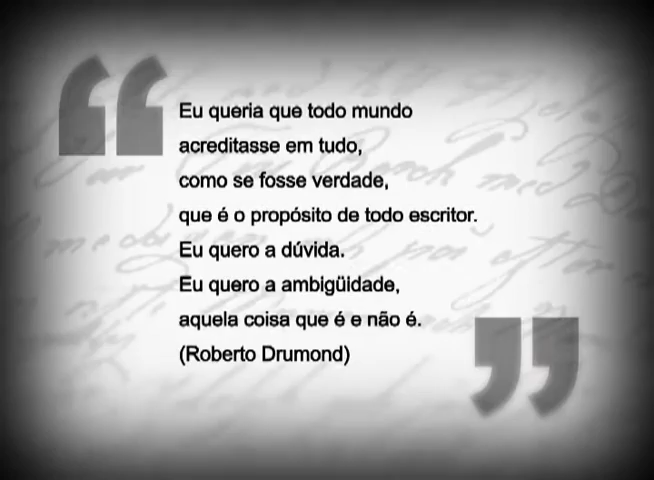 Eu queria que todo mundo
acreditasse em tudo,
como se fosse verdade,
que é o propósito de todo escritor.
Eu quero a dúvida.
Eu quero a ambigüidade,
aquela coisa que é e não é.
(Roberto Drumond)